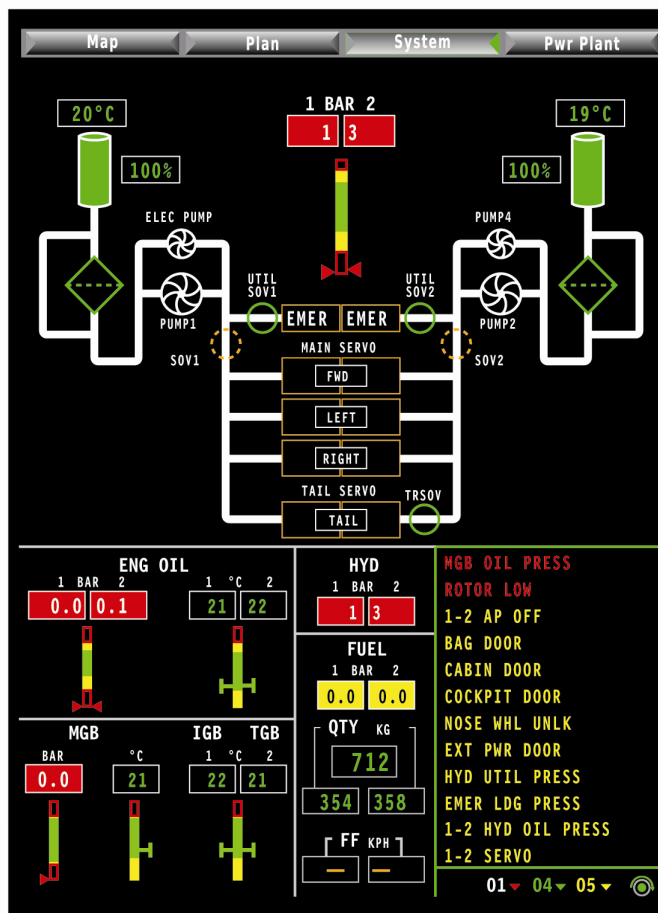 Map Plan System Pwr Plant
20°C 1 BAR 2 19°C
1 3
100% 100%
ELEC PUMP PUMP4
UTIL SOV1 UTIL SOV2
EMER EMER
PUMP1 PUMP2
MAIN SERVO
SOV1 SOV2
FWD
LEFT
RIGHT
TAIL SERVO TRSOV
TAIL
ENG OIL
1 BAR 2 1 °C 2
0.0 0.1 21 22
HYD
1 BAR 2
1 3
MGB IGB TGB
BAR °C 1 °C 2
0.0 21 22 21
FUEL
1 BAR 2
0.0 0.0
QTY KG
712
354 358
FF KPH
— —
MGB OIL PRESS
ROTOR LOW
1-2 AP OFF
BAG DOOR
CABIN DOOR
COCKPIT DOOR
NOSE WHL UNLK
EXT PWR DOOR
HYD UTIL PRESS
EMER LDG PRESS
1-2 HYD OIL PRESS
1-2 SERVO
01 04 05